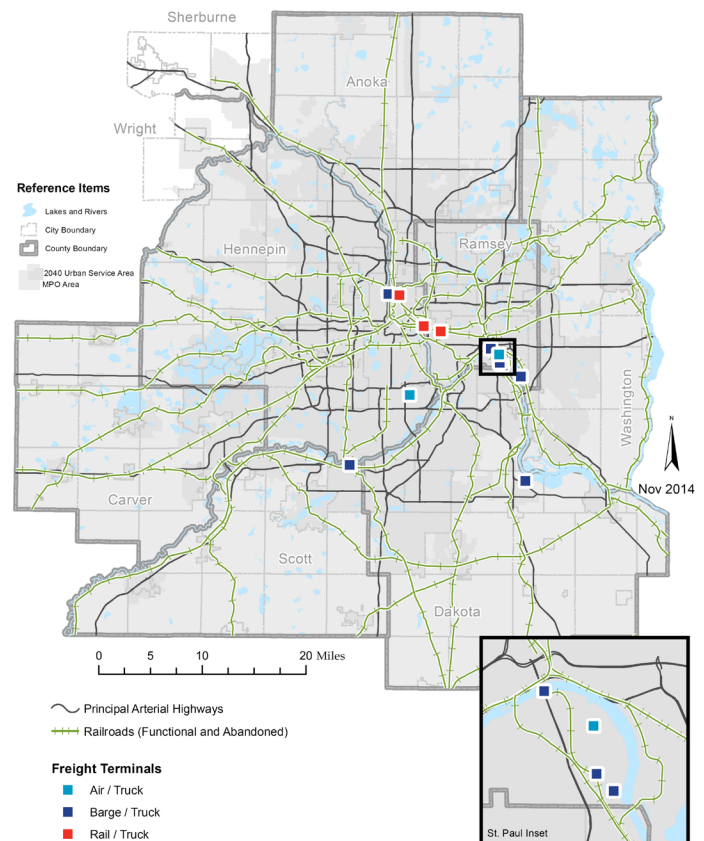 Sherburne
Anoka
Wright
Reference Items
Lakes and Rivers
City Boundary
County Boundary
2040 Urban Service Area
MPO Area
Hennepin
Ramsey
Washington
N
Nov 2014
Carver
Scott
Dakota
0 5 10 20 Miles
Principal Arterial Highways
Railroads (Functional and Abandoned)
Freight Terminals
Air / Truck
Barge / Truck
Rail / Truck
St. Paul Inset